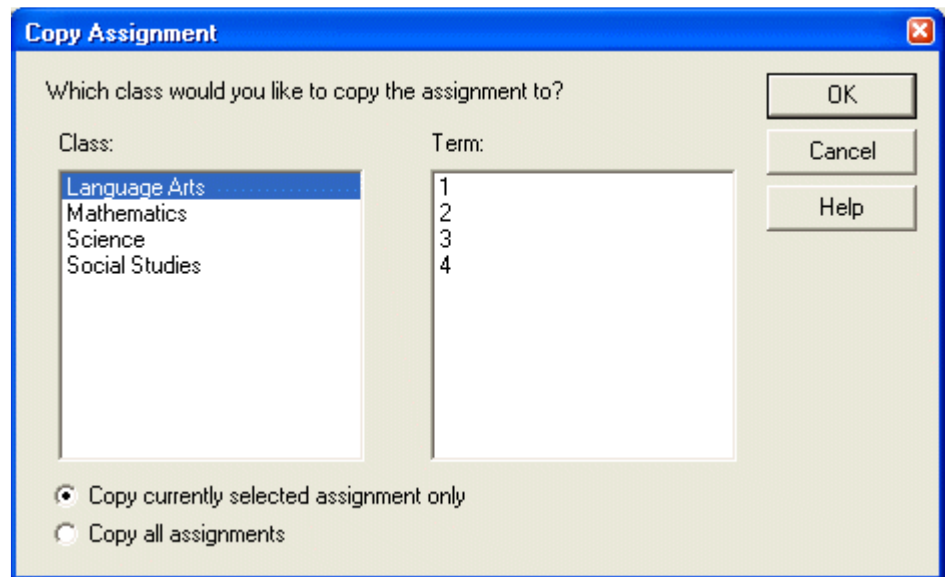 Copy Assignment
Which class would you like to copy the assignment to?
OK
Cancel
Help
Class:
Language Arts
Mathematics
Science
Social Studies
Term:
1
2
3
4
Copy currently selected assignment only
Copy all assignments